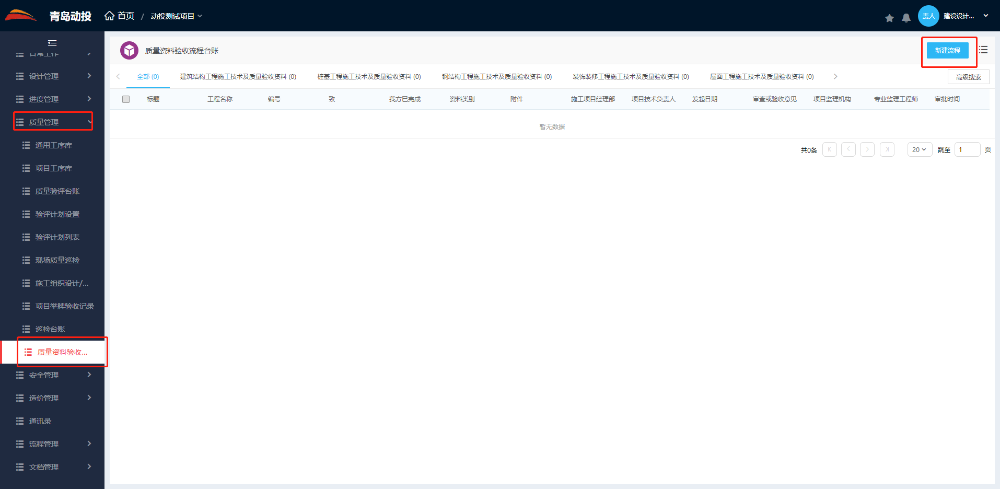 青岛动投
首页 / 动投测试项目
责人 建设设计...
日常工作
设计管理
进度管理
质量管理
通用工序库
项目工序库
质量验评台账
验评计划设置
验评计划列表
现场质量巡检
施工组织设计/...
项目举牌验收记录
巡检台账
质量资料验收...
安全管理
造价管理
通讯录
流程管理
文档管理
质量资料验收流程台账
新建流程
全部 (0) 建筑结构工程施工技术及质量验收资料 (0) 桩基工程施工技术及质量验收资料 (0) 钢结构工程施工技术及质量验收资料 (0) 装饰装修工程施工技术及质量验收资料 (0) 屋面工程施工技术及质量验收资料 (0)
高级搜索
标题 工程名称 编号 致 我方已完成 资料类别 附件 施工项目经理部 项目技术负责人 发起日期 审查或验收意见 项目监理机构 专业监理工程师 审批时间
暂无数据
共0条 20 跳至 1 页